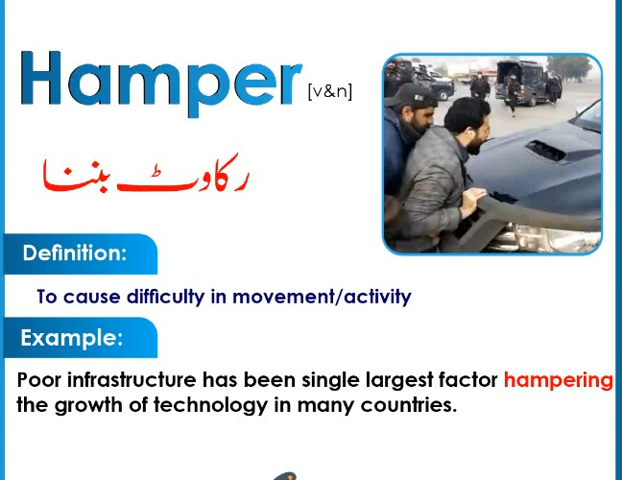 Hamper [v&n]
رکاوٹ بننا
Definition:
To cause difficulty in movement/activity
Example:
Poor infrastructure has been single largest factor hampering
the growth of technology in many countries.